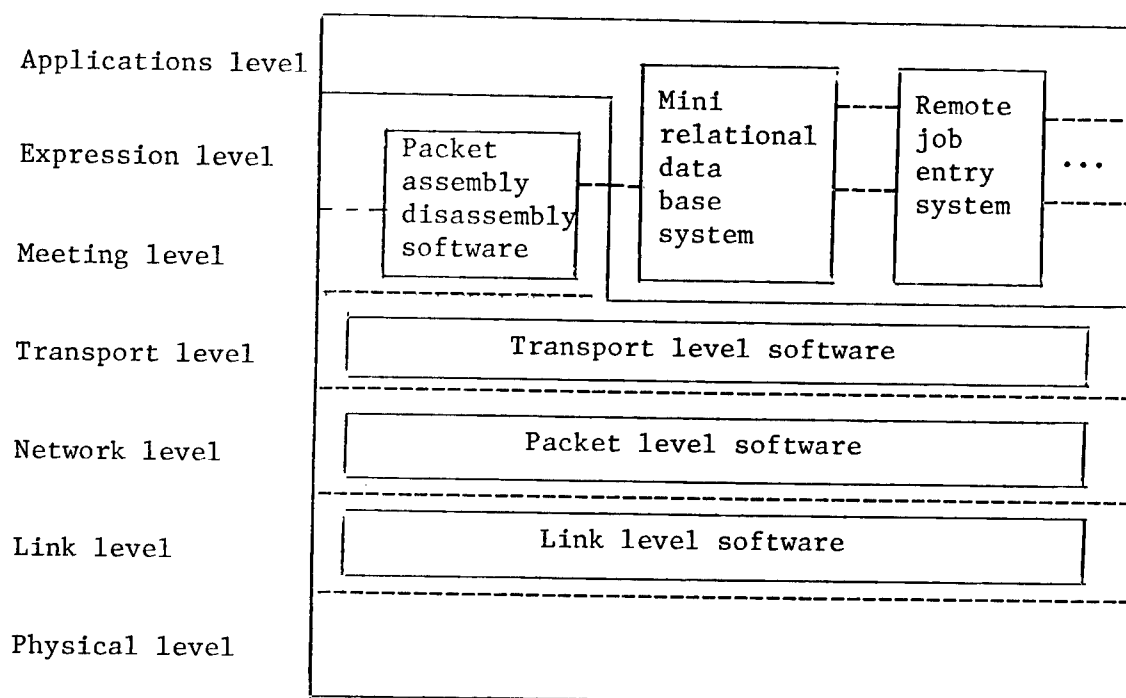 Applications level
Expression level
Meeting level
Transport level
Network level
Link level
Physical level
Packet
assembly
disassembly
software
Mini
relational
data
base
system
Remote
job
entry
system
...
Transport level software
Packet level software
Link level software